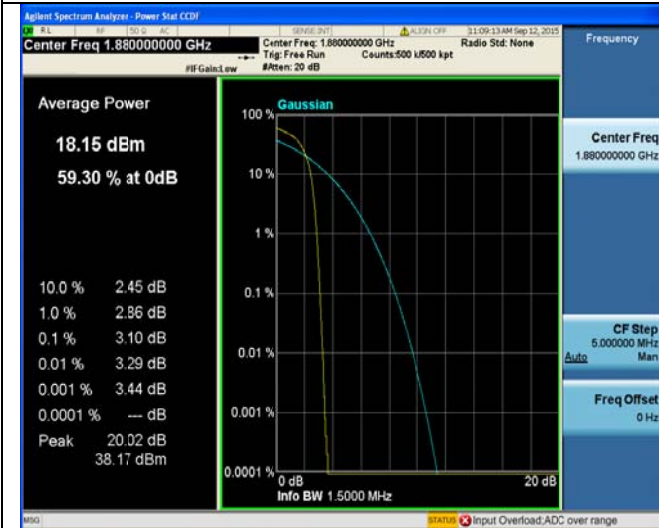 Agilent Spectrum Analyzer - Power Stat CCDF
RL RF 50 Ω AC SENSE:INT ALIGN OFF 11:09:13 AM Sep 12, 2015
Center Freq 1.880000000 GHz
Center Freq: 1.880000000 GHz Radio Std: None
Trig: Free Run Counts:500 k/500 kpt
#IFGain:Low #Atten: 20 dB
Frequency
Average Power
18.15 dBm
59.30 % at 0dB
10.0 % 2.45 dB
1.0 % 2.86 dB
0.1 % 3.10 dB
0.01 % 3.29 dB
0.001 % 3.44 dB
0.0001 % --- dB
Peak 20.02 dB
38.17 dBm
Gaussian
100 %
10 %
1 %
0.1 %
0.01 %
0.001 %
0.0001 %
0 dB 20 dB
Info BW 1.5000 MHz
Center Freq
1.880000000 GHz
CF Step
5.000000 MHz
Auto Man
Freq Offset
0 Hz
MSG STATUS Input Overload;ADC over range